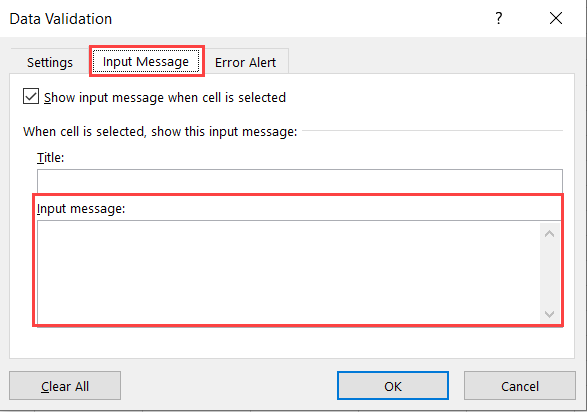 Data Validation ?
Settings Input Message Error Alert
Show input message when cell is selected
When cell is selected, show this input message:
Title:
Input message:
Clear All OK Cancel